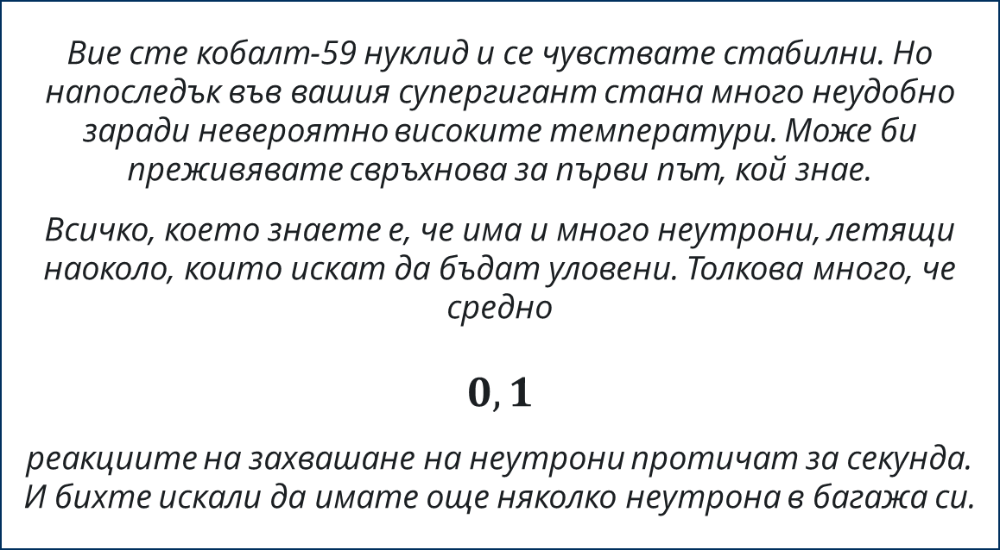 Вие сте кобалт-59 нуклид и се чувствате стабилни. Но
напоследък във вашия супергигант стана много неудобно
заради невероятно високите температури. Може би
преживявате свръхнова за първи път, кой знае.
Всичко, което знаете е, че има и много неутрони, летящи
наоколо, които искат да бъдат уловени. Толкова много, че
средно
0, 1
реакциите на захвашане на неутрони протичат за секунда.
И бихте искали да имате още няколко неутрона в багажа си.